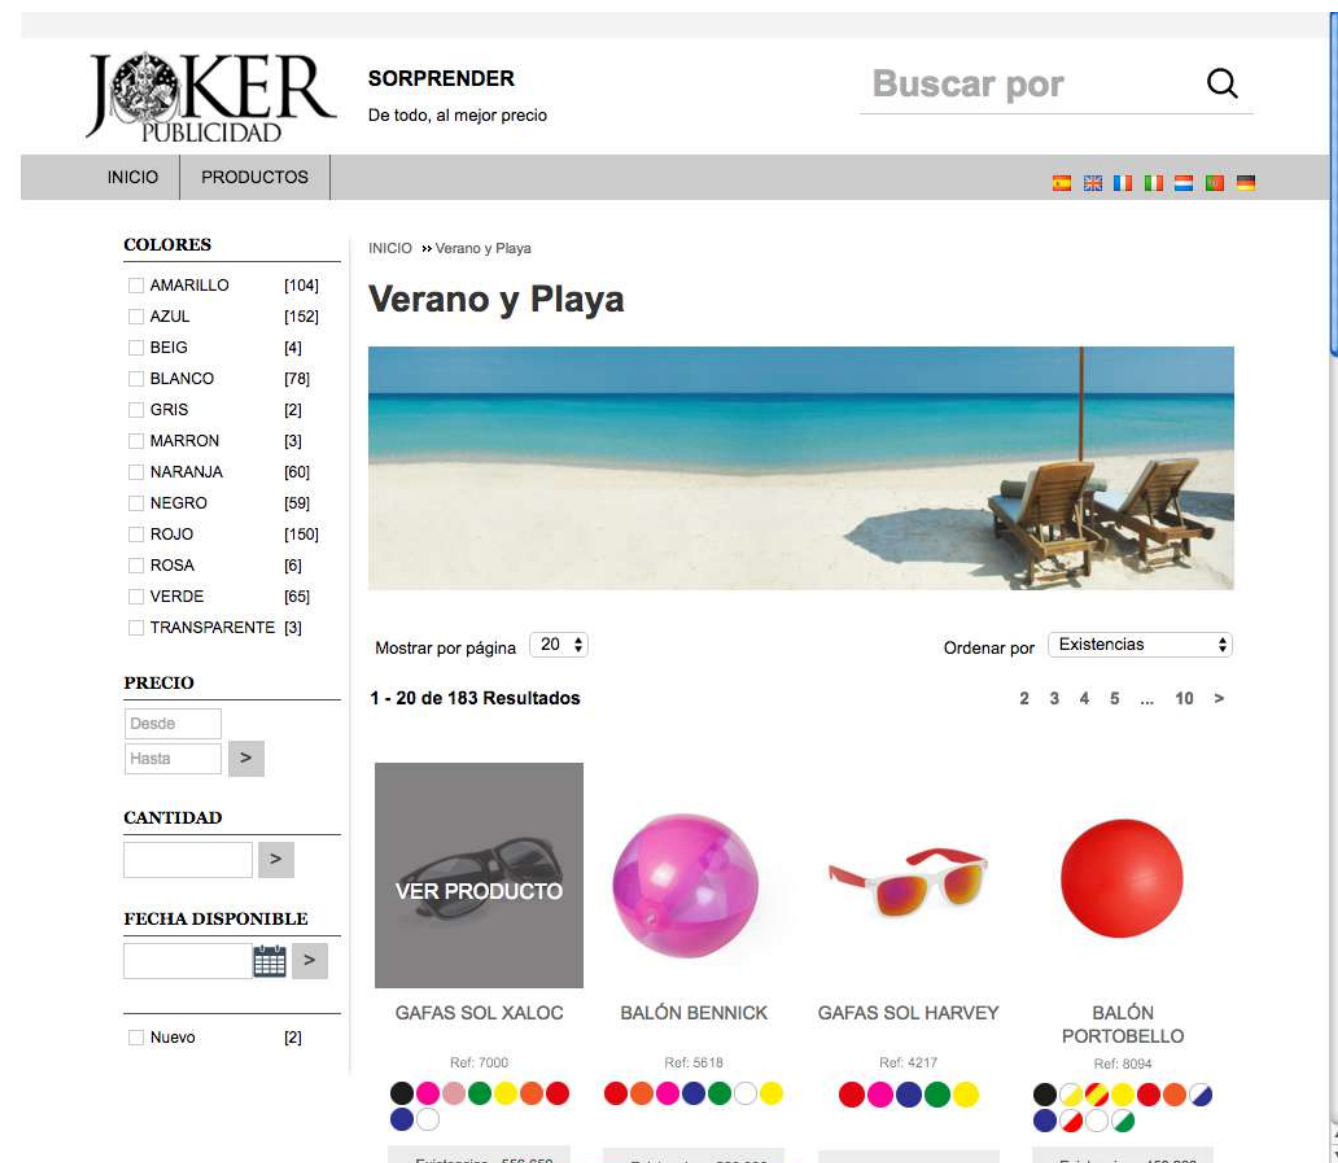 JOKER
PUBLICIDAD
SORPRENDER
De todo, al mejor precio
Buscar por
INICIO PRODUCTOS
COLORES
AMARILLO [104]
AZUL [152]
BEIG [4]
BLANCO [78]
GRIS [2]
MARRON [3]
NARANJA [60]
NEGRO [59]
ROJO [150]
ROSA [6]
VERDE [65]
TRANSPARENTE [3]
PRECIO
Desde
Hasta >
CANTIDAD
>
FECHA DISPONIBLE
>
Nuevo [2]
INICIO » Verano y Playa
Verano y Playa
Mostrar por página 20
Ordenar por Existencias
1 - 20 de 183 Resultados
2 3 4 5 ... 10 >
VER PRODUCTO
GAFAS SOL XALOC
Ref: 7000
BALÓN BENNICK
Ref: 5618
GAFAS SOL HARVEY
Ref: 4217
BALÓN
PORTOBELLO
Ref: 8094